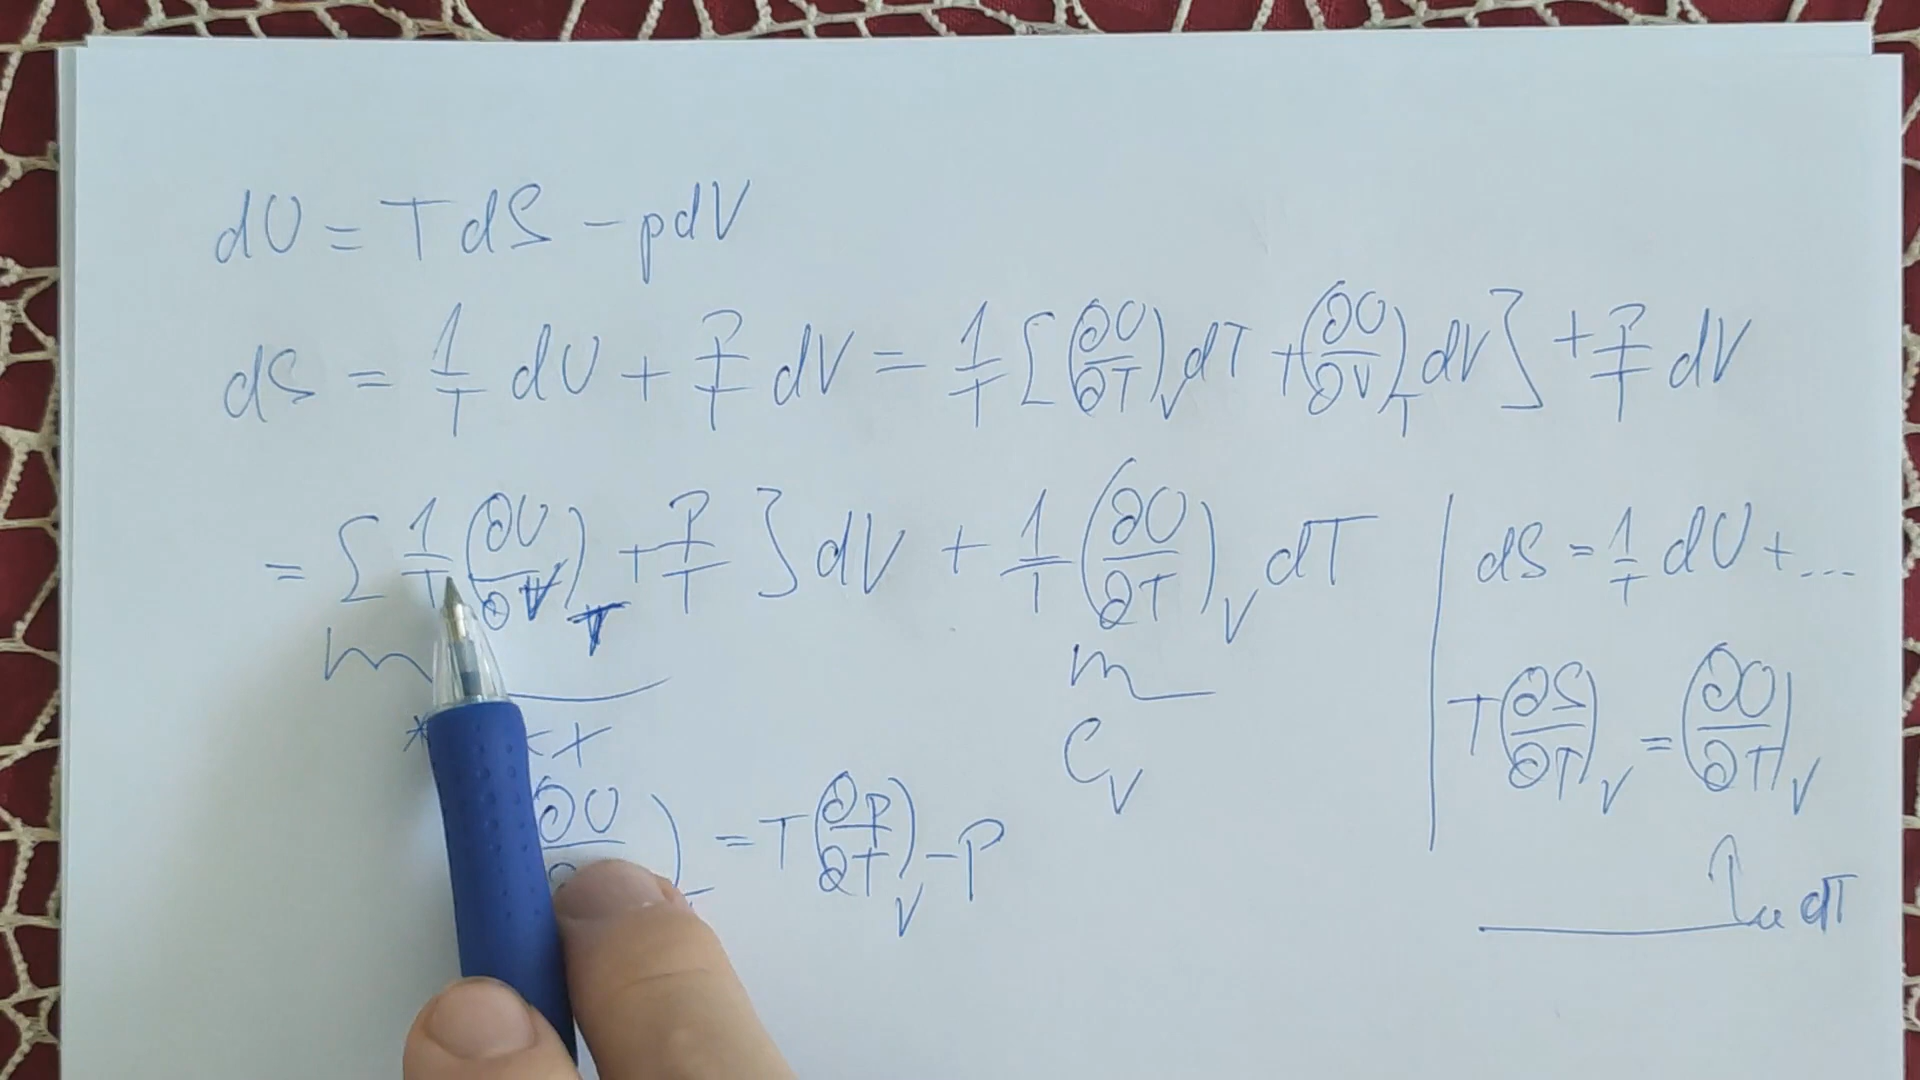 dU = T dS - pdV
dS = 1/T dU + P/T dV = 1/T [(∂U/∂T)_V dT + (∂U/∂V)_T dV] + P/T dV
= [1/T (∂U/∂V)_T + P/T] dV + 1/T (∂U/∂T)_V dT
C_V
∂U = T(∂p/∂T)_V - P
dS = 1/T dU + ...
T(∂S/∂T)_V = (∂U/∂T)_V
dT